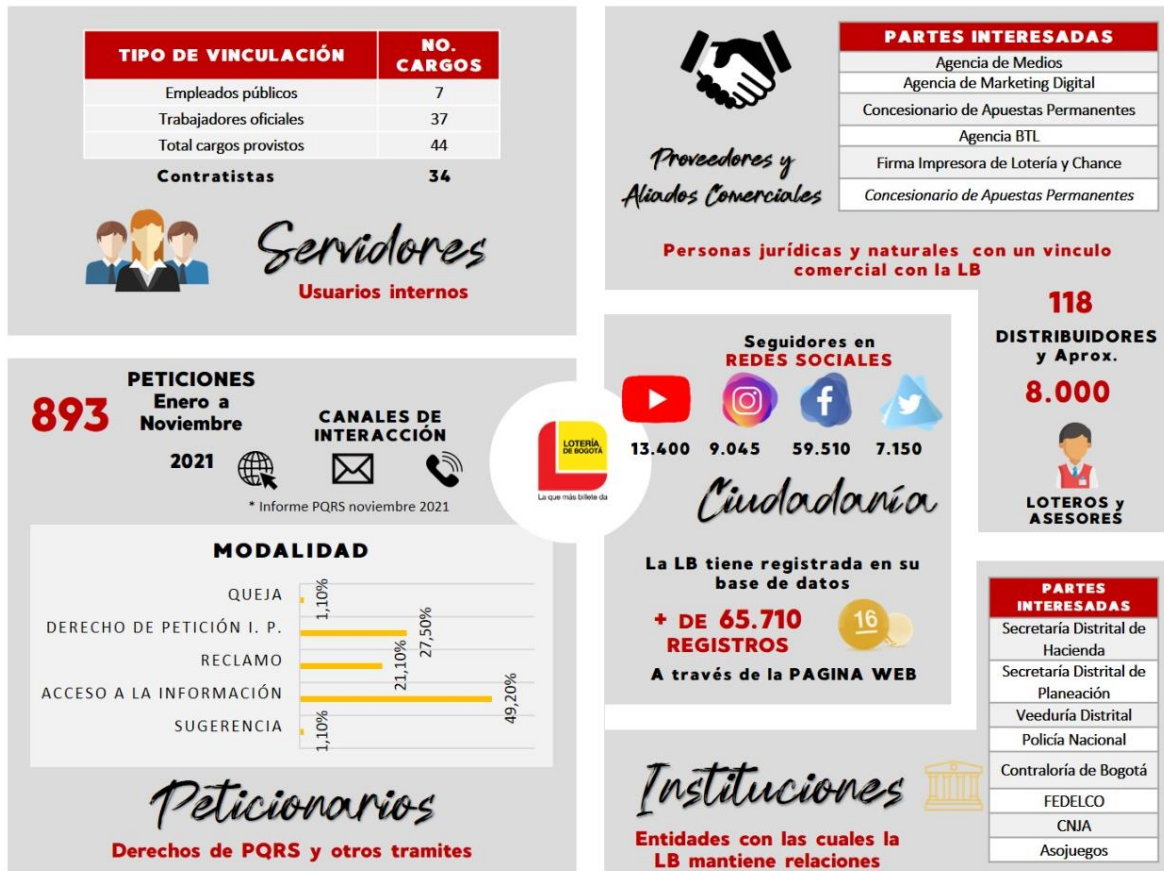 TIPO DE VINCULACIÓN
NO. CARGOS
Empleados públicos 7
Trabajadores oficiales 37
Total cargos provistos 44
Contratistas 34
Servidores
Usuarios internos
PARTES INTERESADAS
Agencia de Medios
Agencia de Marketing Digital
Concesionario de Apuestas Permanentes
Agencia BTL
Firma Impresora de Lotería y Chance
Concesionario de Apuestas Permanentes
Proveedores y
Aliados Comerciales
Personas jurídicas y naturales con un vinculo
comercial con la LB
118
DISTRIBUIDORES
y Aprox.
8.000
LOTEROS y
ASESORES
893
PETICIONES
Enero a
Noviembre
2021
CANALES DE
INTERACCIÓN
* Informe PQRS noviembre 2021
MODALIDAD
QUEJA 1,10%
DERECHO DE PETICIÓN I. P. 27,50%
RECLAMO 21,10%
ACCESO A LA INFORMACIÓN 49,20%
SUGERENCIA 1,10%
Peticionarios
Derechos de PQRS y otros tramites
LOTERÍA
DE BOGOTÁ
La que más billete da
Seguidores en
REDES SOCIALES
13.400 9.045 59.510 7.150
Ciudadanía
La LB tiene registrada en su
base de datos
+ DE 65.710
REGISTROS
16
A través de la PAGINA WEB
Instituciones
Entidades con las cuales la
LB mantiene relaciones
PARTES
INTERESADAS
Secretaría Distrital de
Hacienda
Secretaría Distrital de
Planeación
Veeduría Distrital
Policía Nacional
Contraloría de Bogotá
FEDELCO
CNJA
Asojuegos